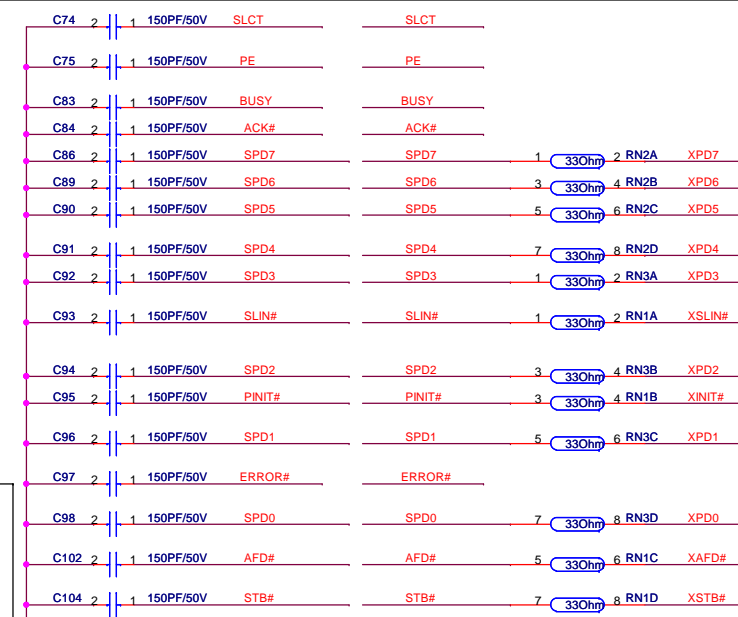 C74 2 1 150PF/50V SLCT SLCT
C75 2 1 150PF/50V PE PE
C83 2 1 150PF/50V BUSY BUSY
C84 2 1 150PF/50V ACK# ACK#
C86 2 1 150PF/50V SPD7 SPD7 1 33Ohm 2 RN2A XPD7
C89 2 1 150PF/50V SPD6 SPD6 3 33Ohm 4 RN2B XPD6
C90 2 1 150PF/50V SPD5 SPD5 5 33Ohm 6 RN2C XPD5
C91 2 1 150PF/50V SPD4 SPD4 7 33Ohm 8 RN2D XPD4
C92 2 1 150PF/50V SPD3 SPD3 1 33Ohm 2 RN3A XPD3
C93 2 1 150PF/50V SLIN# SLIN# 1 33Ohm 2 RN1A XSLIN#
C94 2 1 150PF/50V SPD2 SPD2 3 33Ohm 4 RN3B XPD2
C95 2 1 150PF/50V PINIT# PINIT# 3 33Ohm 4 RN1B XINIT#
C96 2 1 150PF/50V SPD1 SPD1 5 33Ohm 6 RN3C XPD1
C97 2 1 150PF/50V ERROR# ERROR#
C98 2 1 150PF/50V SPD0 SPD0 7 33Ohm 8 RN3D XPD0
C102 2 1 150PF/50V AFD# AFD# 5 33Ohm 6 RN1C XAFD#
C104 2 1 150PF/50V STB# STB# 7 33Ohm 8 RN1D XSTB#